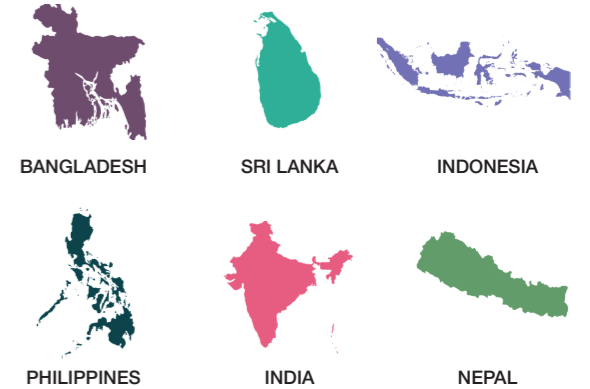 BANGLADESH
SRI LANKA
INDONESIA
PHILIPPINES
INDIA
NEPAL